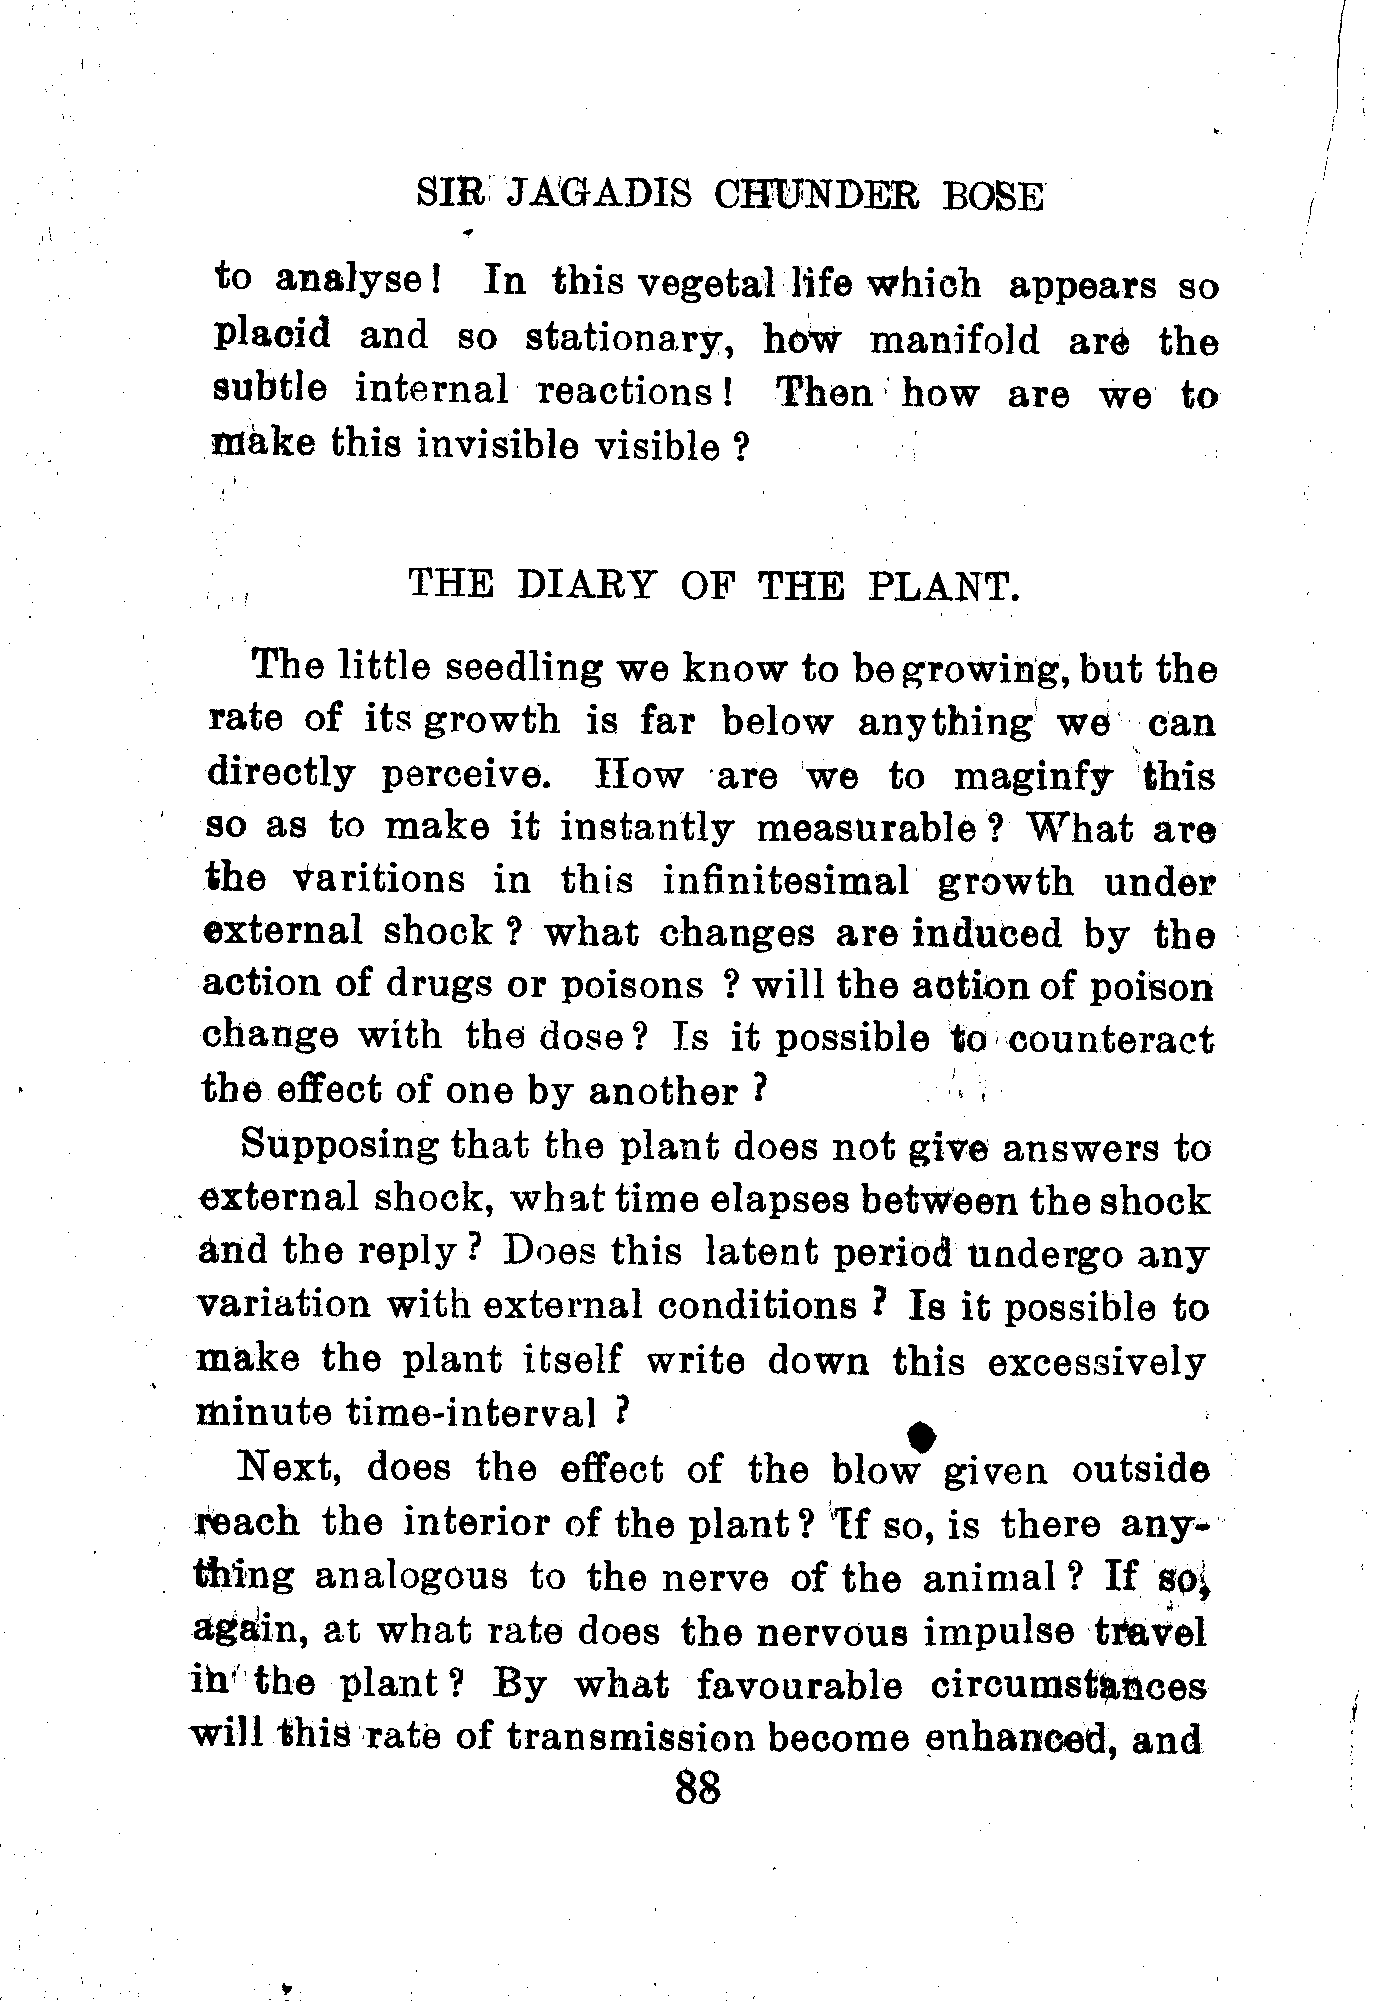 SIR JAGADIS CHUNDER BOSE
to analyse! In this vegetal life which appears so
placid and so stationary, how manifold are the
subtle internal reactions! Then how are we to
make this invisible visible ?
THE DIARY OF THE PLANT.
The little seedling we know to be growing, but the
rate of its growth is far below anything we can
directly perceive. How are we to maginfy this
so as to make it instantly measurable ? What are
the varitions in this infinitesimal growth under
external shock ? what changes are induced by the
action of drugs or poisons ? will the action of poison
change with the dose? Is it possible to counteract
the effect of one by another ?
Supposing that the plant does not give answers to
external shock, what time elapses between the shock
and the reply ? Does this latent period undergo any
variation with external conditions ? Is it possible to
make the plant itself write down this excessively
minute time-interval ?
Next, does the effect of the blow given outside
reach the interior of the plant ? If so, is there any-
thing analogous to the nerve of the animal ? If so,
again, at what rate does the nervous impulse travel
in the plant ? By what favourable circumstances
will this rate of transmission become enhanced, and
88